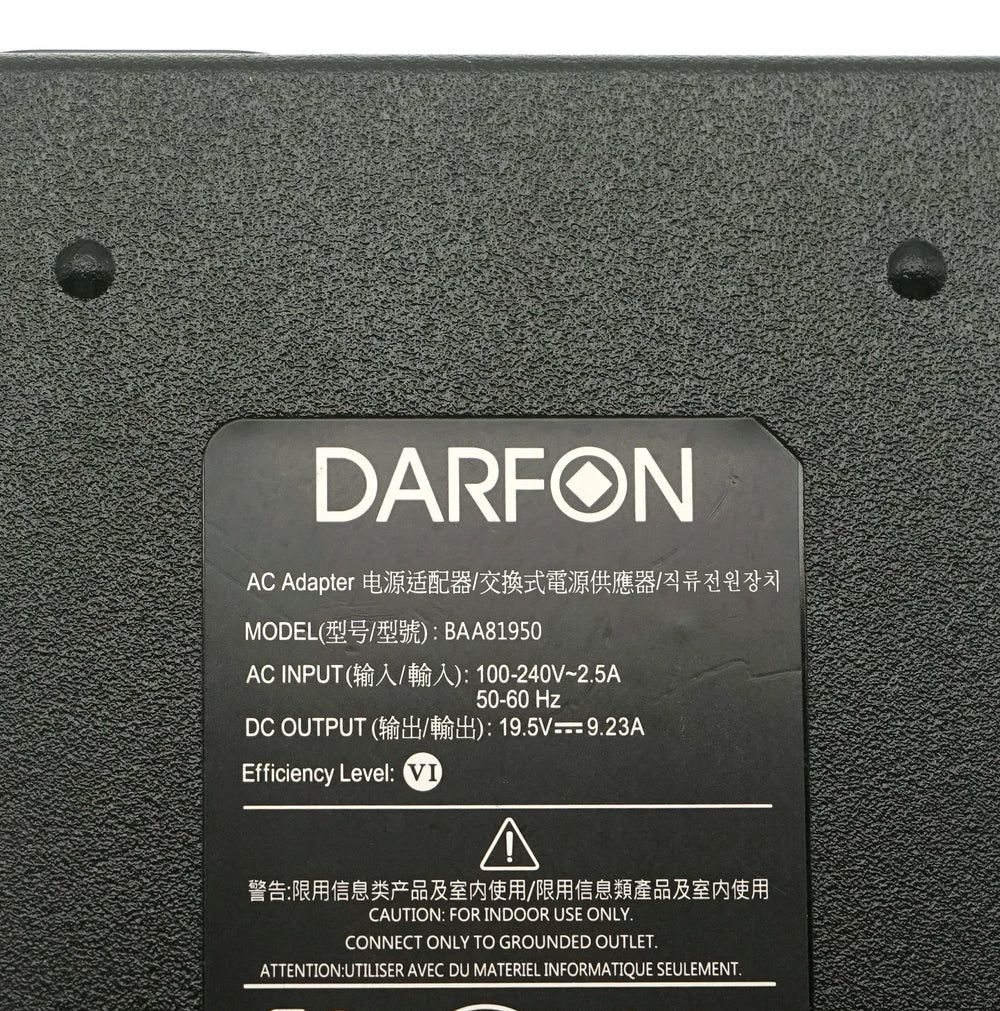 DARFON
AC Adapter 电源适配器/交換式電源供應器/직류전원장치
MODEL(型号/型號) : BAA81950
AC INPUT(输入/輸入): 100-240V~2.5A
50-60 Hz
DC OUTPUT (输出/輸出) : 19.5V⎓9.23A
Efficiency Level: VI
警告:限用信息类产品及室内使用/限用信息類產品及室内使用
CAUTION: FOR INDOOR USE ONLY.
CONNECT ONLY TO GROUNDED OUTLET.
ATTENTION:UTILISER AVEC DU MATERIEL INFORMATIQUE SEULEMENT.